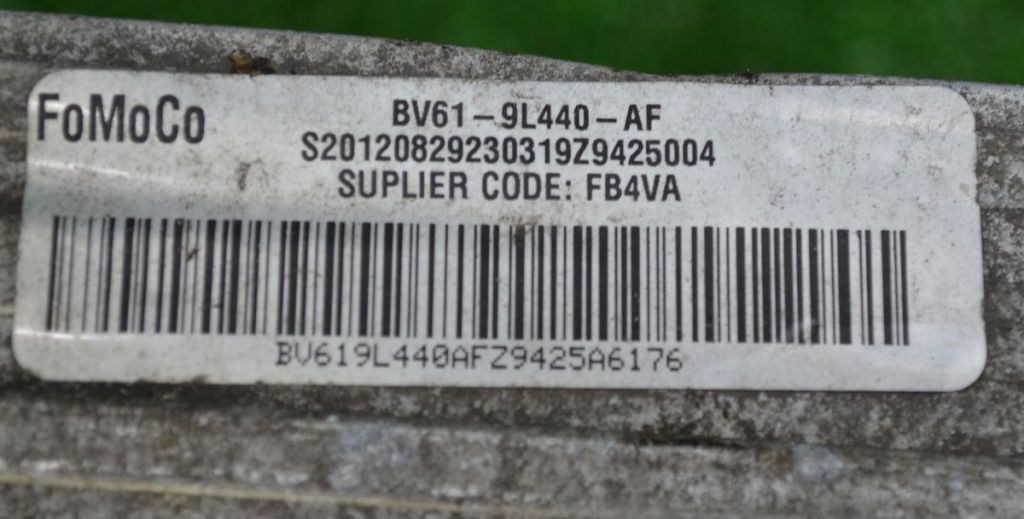 FoMoCo
BV61-9L440-AF
S20120829230319Z9425004
SUPLIER CODE: FB4VA
BV619L440AFZ9425A6176